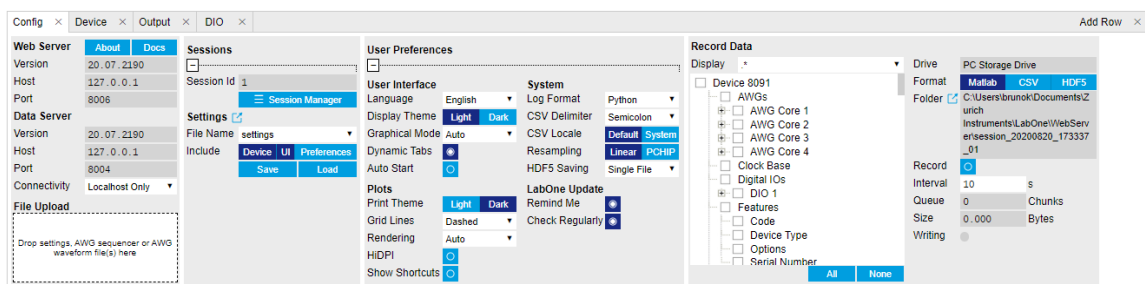 Config × Device × Output × DIO × Add Row ×
Web Server About Docs
Version 20.07.2190
Host 127.0.0.1
Port 8006
Data Server
Version 20.07.2190
Host 127.0.0.1
Port 8004
Connectivity Localhost Only
File Upload
Drop settings, AWG sequencer or AWG
waveform file(s) here
Sessions
Session Id 1
Session Manager
Settings
File Name settings
Include Device UI Preferences
Save Load
User Preferences
User Interface
Language English
Display Theme Light Dark
Graphical Mode Auto
Dynamic Tabs
Auto Start
Plots
Print Theme Light Dark
Grid Lines Dashed
Rendering Auto
HiDPI
Show Shortcuts
System
Log Format Python
CSV Delimiter Semicolon
CSV Locale Default System
Resampling Linear PCHIP
HDF5 Saving Single File
LabOne Update
Remind Me
Check Regularly
Record Data
Display .*
Device 8091
AWGs
AWG Core 1
AWG Core 2
AWG Core 3
AWG Core 4
Clock Base
Digital IOs
DIO 1
Features
Code
Device Type
Options
Serial Number
All None
Drive PC Storage Drive
Format Matlab CSV HDF5
Folder C:\Users\brunok\Documents\Z
urich
Instruments\LabOne\WebServ
er\session_20200820_173337
_01
Record
Interval 10 s
Queue 0 Chunks
Size 0.000 Bytes
Writing